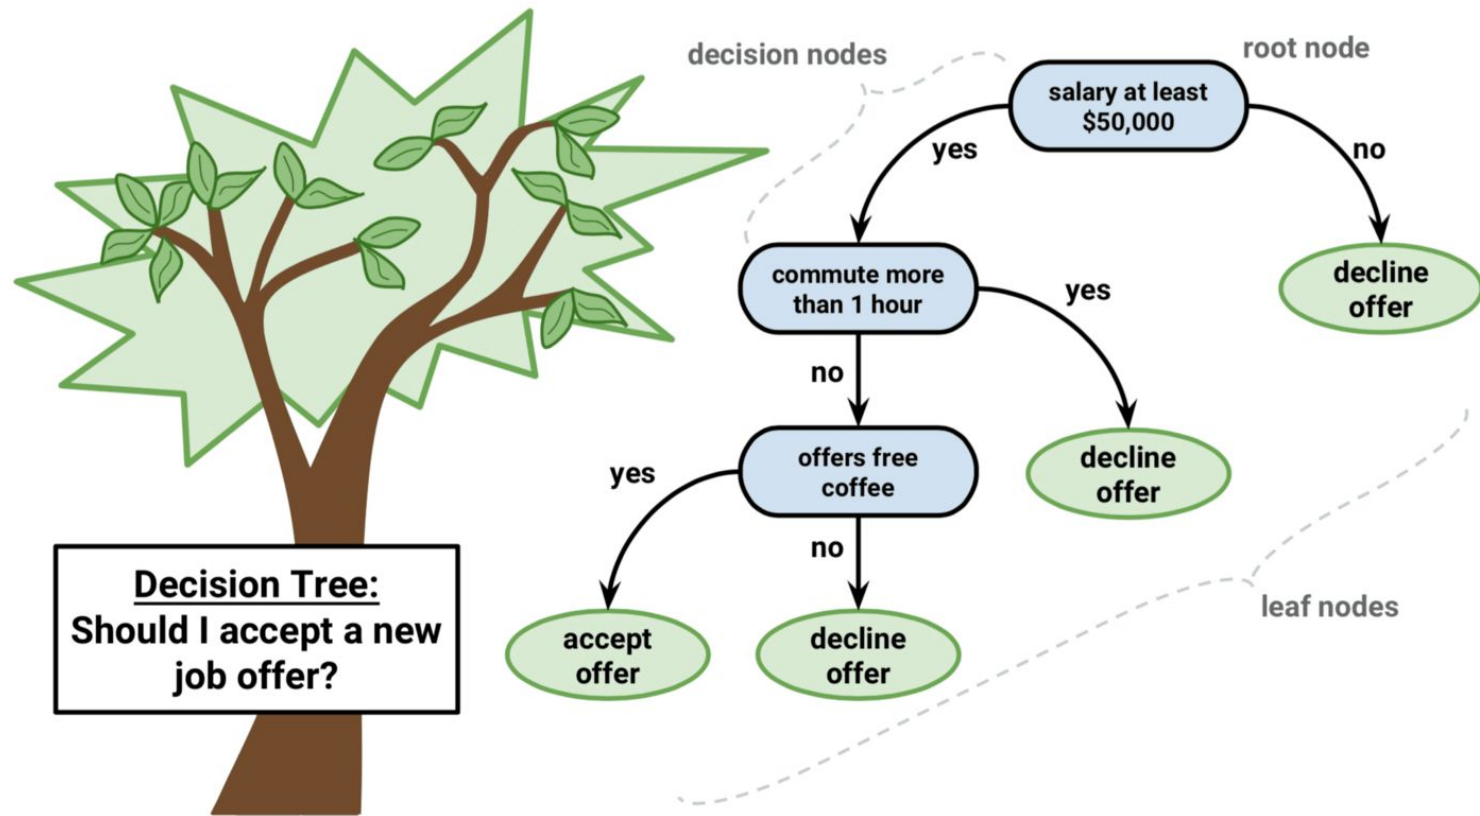 decision nodes
root node
salary at least
$50,000
yes
no
commute more
than 1 hour
yes
decline
offer
no
offers free
coffee
decline
offer
yes
no
accept
offer
decline
offer
leaf nodes
Decision Tree:
Should I accept a new
job offer?